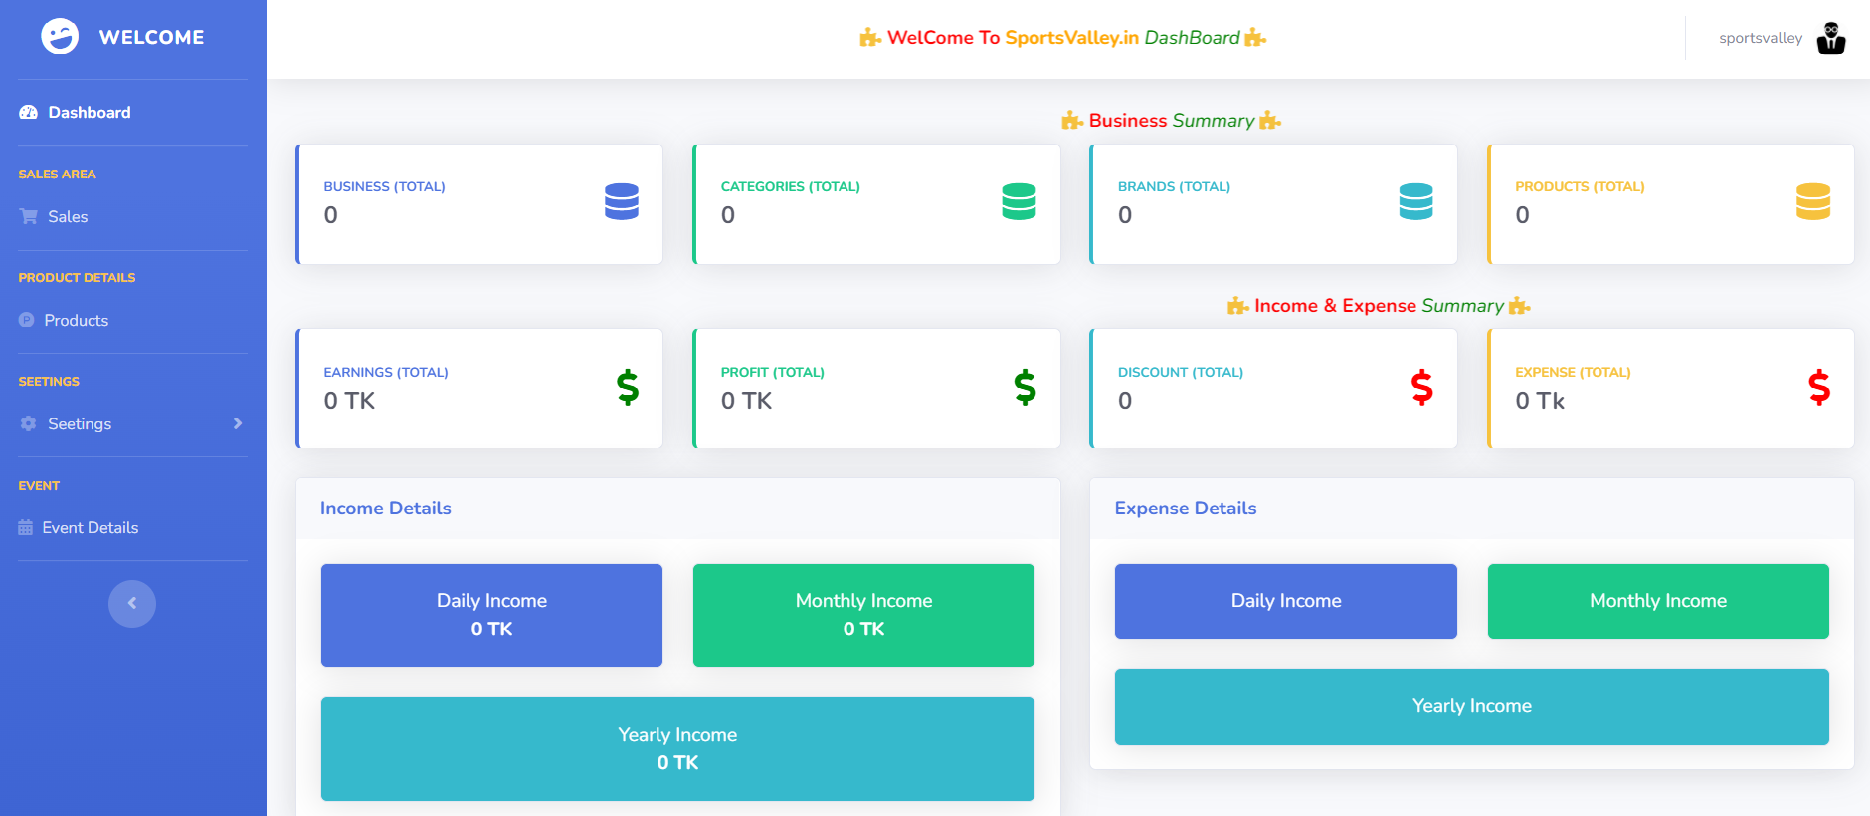 WELCOME
WelCome To SportsValley.in DashBoard
sportsvalley
Dashboard
SALES AREA
Sales
PRODUCT DETAILS
Products
SEETINGS
Seetings
EVENT
Event Details
Business Summary
BUSINESS (TOTAL)
0
CATEGORIES (TOTAL)
0
BRANDS (TOTAL)
0
PRODUCTS (TOTAL)
0
Income & Expense Summary
EARNINGS (TOTAL)
0 TK
PROFIT (TOTAL)
0 TK
DISCOUNT (TOTAL)
0
EXPENSE (TOTAL)
0 Tk
Income Details
Daily Income
0 TK
Monthly Income
0 TK
Yearly Income
0 TK
Expense Details
Daily Income
Monthly Income
Yearly Income